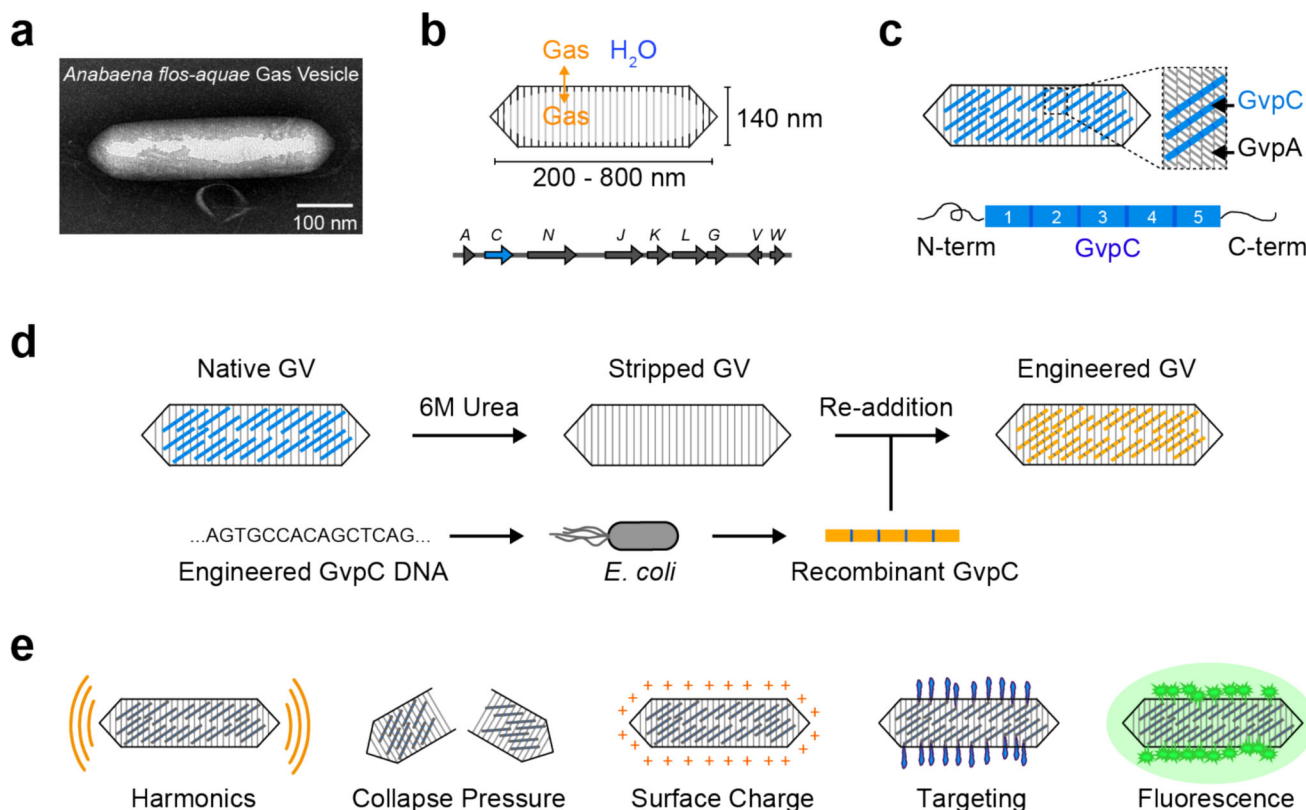 a
Anabaena flos-aquae Gas Vesicle
100 nm
b
Gas H₂O
Gas
140 nm
200 - 800 nm
A C N J K L G V W
c
GvpC
GvpA
1 2 3 4 5
N-term GvpC C-term
d
Native GV Stripped GV Engineered GV
6M Urea Re-addition
...AGTGCCACAGCTCAG...
Engineered GvpC DNA E. coli Recombinant GvpC
e
+ + + + + + + + + +
+ +
+ +
+ +
+ + + + + + + + +
Harmonics Collapse Pressure Surface Charge Targeting Fluorescence